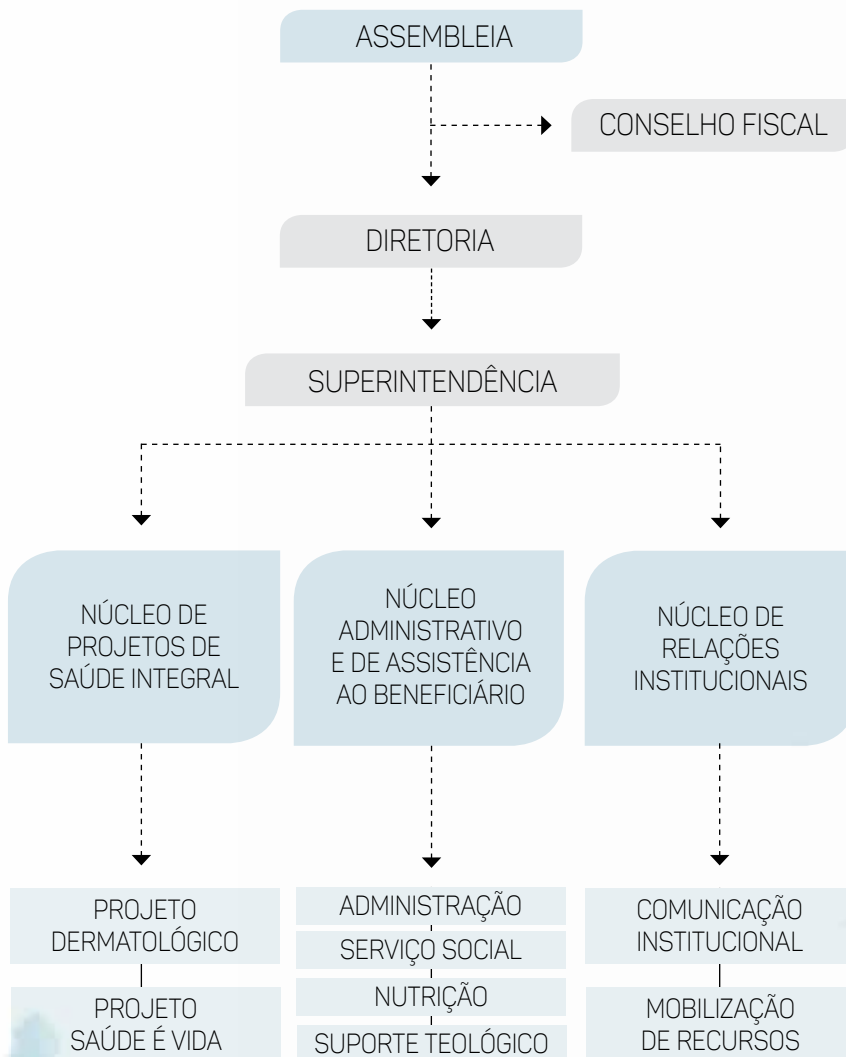 ASSEMBLEIA
CONSELHO FISCAL
DIRETORIA
SUPERINTENDÊNCIA
NÚCLEO DE
PROJETOS DE
SAÚDE INTEGRAL
NÚCLEO
ADMINISTRATIVO
E DE ASSISTÊNCIA
AO BENEFICIÁRIO
NÚCLEO DE
RELAÇÕES
INSTITUCIONAIS
PROJETO
DERMATOLÓGICO
PROJETO
SAÚDE É VIDA
ADMINISTRAÇÃO
SERVIÇO SOCIAL
NUTRIÇÃO
SUPORTE TEOLÓGICO
COMUNICAÇÃO
INSTITUCIONAL
MOBILIZAÇÃO
DE RECURSOS